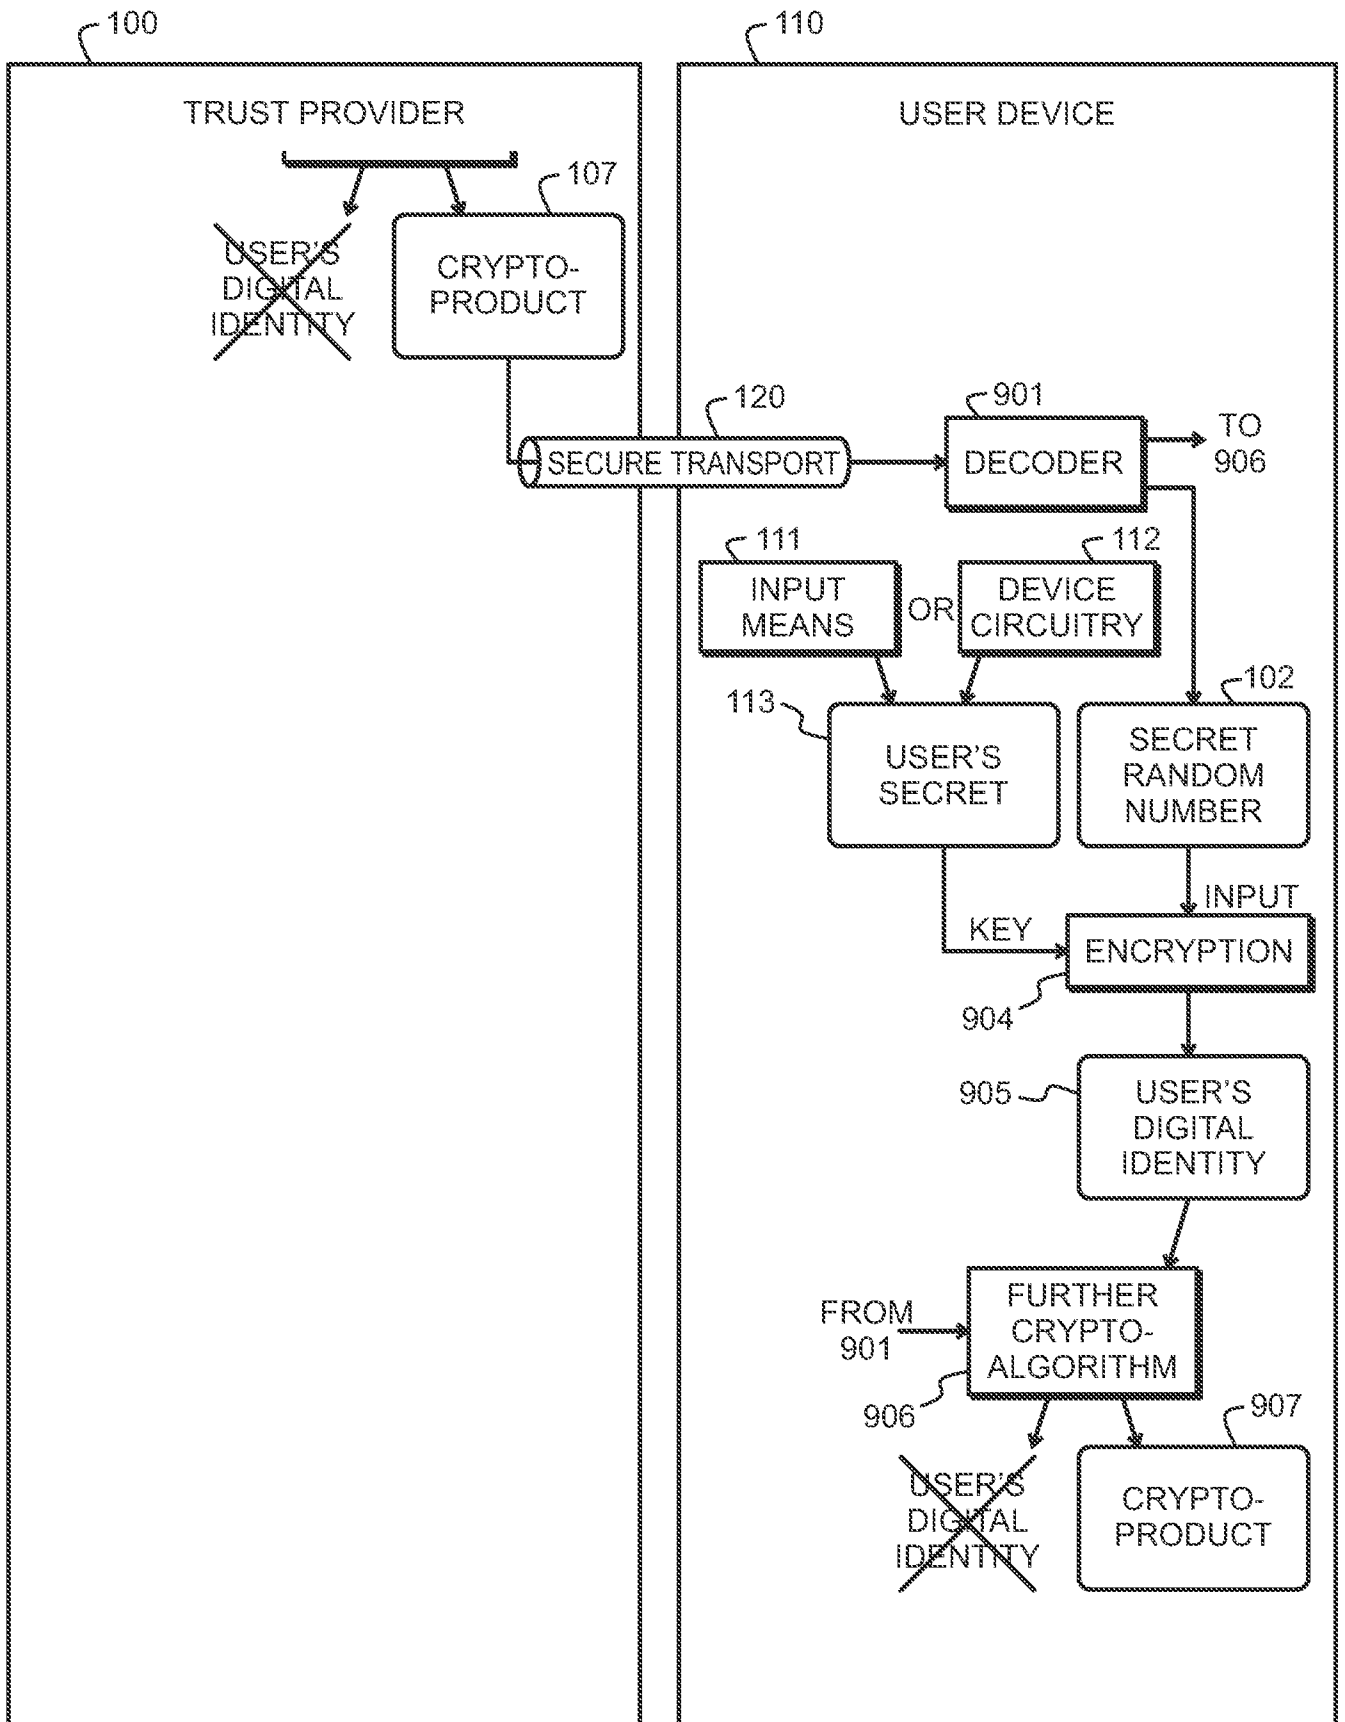 100
110
TRUST PROVIDER
USER DEVICE
107
USER'S
DIGITAL
IDENTITY
CRYPTO-
PRODUCT
120
SECURE TRANSPORT
901
DECODER
TO
906
111
INPUT
MEANS
OR
112
DEVICE
CIRCUITRY
113
USER'S
SECRET
102
SECRET
RANDOM
NUMBER
INPUT
KEY
ENCRYPTION
904
905
USER'S
DIGITAL
IDENTITY
FROM
901
FURTHER
CRYPTO-
ALGORITHM
906
907
USER'S
DIGITAL
IDENTITY
CRYPTO-
PRODUCT